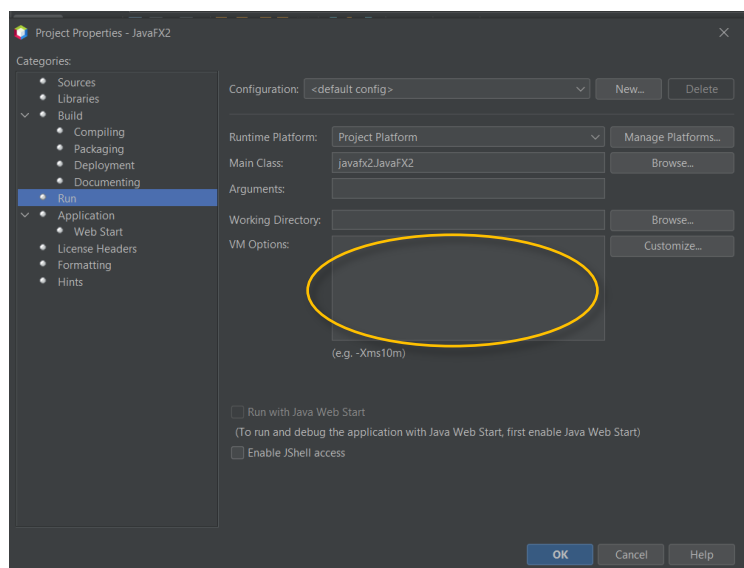 Project Properties - JavaFX2
Categories:
Sources
Libraries
Build
Compiling
Packaging
Deployment
Documenting
Run
Application
Web Start
License Headers
Formatting
Hints
Configuration: <default config> New... Delete
Runtime Platform: Project Platform Manage Platforms...
Main Class: javafx2.JavaFX2 Browse...
Arguments:
Working Directory: Browse...
VM Options: Customize...
(e.g. -Xms10m)
Run with Java Web Start
(To run and debug the application with Java Web Start, first enable Java Web Start)
Enable JShell access
OK Cancel Help